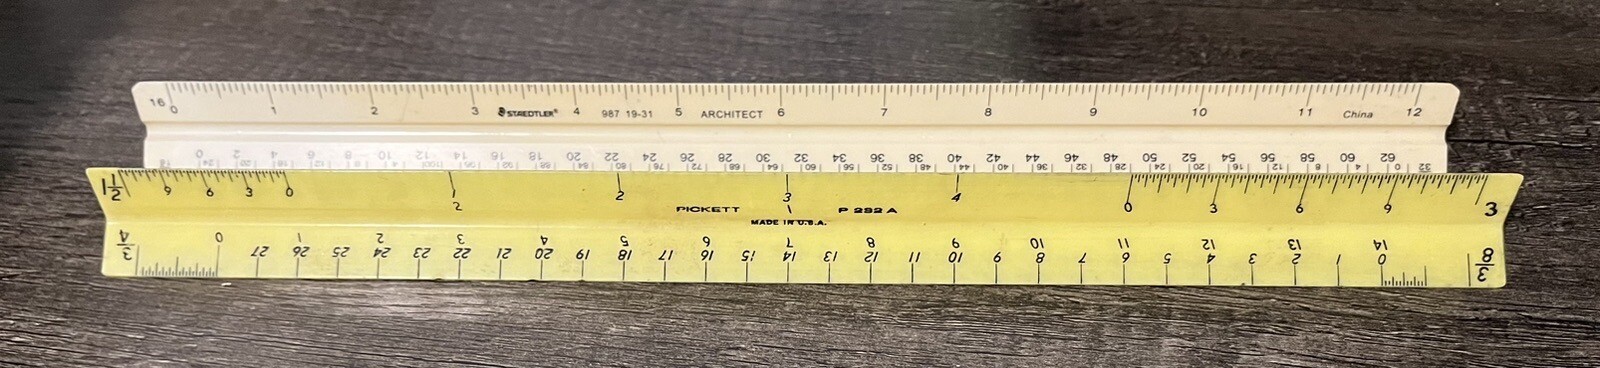 16 0 1 2 3 STAEDTLER® 4 987 19-31 5 ARCHITECT 6 7 8 9 10 11 China 12
0 2 4 6 8 10 12 14 16 18 20 22 24 26 28 30 32 34 36 38 40 42 44 46 48 50 52 54 56 58 60 62
1½ 9 6 3 0 1 2 3 4 0 3 6 9 3
2 1
PICKETT P 292 A
MADE IN U.S.A.
0 1 2 3 4 5 6 7 8 9 10 11 12 13 14
3/4 27 26 25 24 23 22 21 20 19 18 17 16 15 14 13 12 11 10 9 8 7 6 5 4 3 2 1 0 3/8